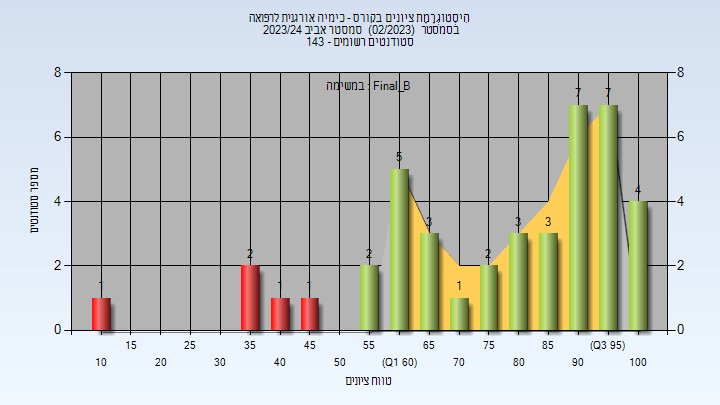 היסטוגרמת ציונים בקורס - כימיה אורגנית לרפואה
בסמסטר (02/2023) סמסטר אביב 2023/24
סטודנטים רשומים - 143
במשימה : Final_B
מספר סטודנטים
8 8
6 6
4 4
2 2
0 0
1 2 1 1 2 5 3 1 2 3 3 7 7 4
15 25 35 45 55 65 75 85 (Q3 95)
10 20 30 40 50 (Q1 60) 70 80 90 100
טווח ציונים